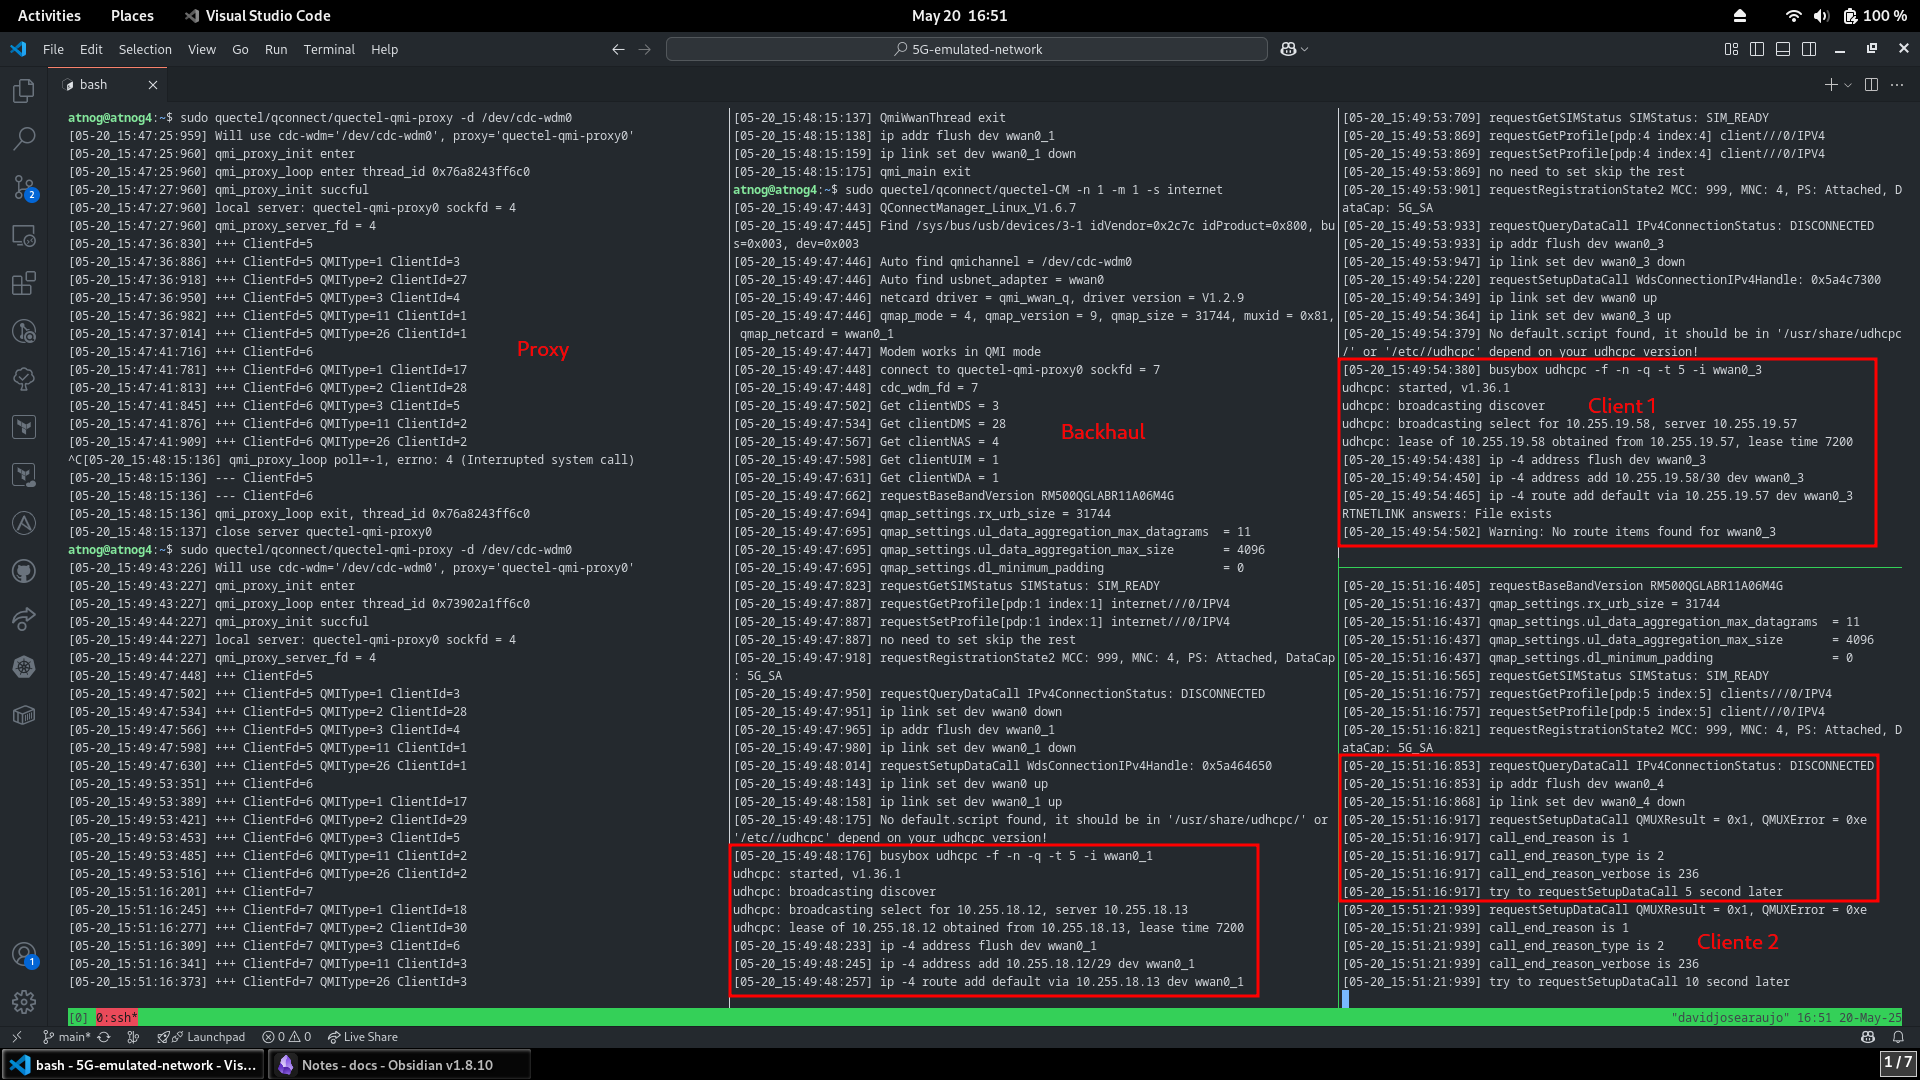 Activities
Places
Visual Studio Code
May 20 16:51
100 %
File Edit Selection View Go Run Terminal Help
5G-emulated-network
bash
atnog@atnog4:~$ sudo quectel/qconnect/quectel-qmi-proxy -d /dev/cdc-wdm0
[05-20_15:47:25:959] Will use cdc-wdm='/dev/cdc-wdm0', proxy='quectel-qmi-proxy0'
[05-20_15:47:25:960] qmi_proxy_init enter
[05-20_15:47:25:960] qmi_proxy_loop enter thread_id 0x76a8243ff6c0
[05-20_15:47:27:960] qmi_proxy_init succful
[05-20_15:47:27:960] local server: quectel-qmi-proxy0 sockfd = 4
[05-20_15:47:27:960] qmi_proxy_server_fd = 4
[05-20_15:47:36:830] +++ ClientFd=5
[05-20_15:47:36:886] +++ ClientFd=5 QMIType=1 ClientId=3
[05-20_15:47:36:918] +++ ClientFd=5 QMIType=2 ClientId=27
[05-20_15:47:36:950] +++ ClientFd=5 QMIType=3 ClientId=4
[05-20_15:47:36:982] +++ ClientFd=5 QMIType=11 ClientId=1
[05-20_15:47:37:014] +++ ClientFd=5 QMIType=26 ClientId=1
[05-20_15:47:41:716] +++ ClientFd=6
[05-20_15:47:41:781] +++ ClientFd=6 QMIType=1 ClientId=17
[05-20_15:47:41:813] +++ ClientFd=6 QMIType=2 ClientId=28
[05-20_15:47:41:845] +++ ClientFd=6 QMIType=3 ClientId=5
[05-20_15:47:41:876] +++ ClientFd=6 QMIType=11 ClientId=2
[05-20_15:47:41:909] +++ ClientFd=6 QMIType=26 ClientId=2
^C[05-20_15:48:15:136] qmi_proxy_loop poll=-1, errno: 4 (Interrupted system call)
[05-20_15:48:15:136] --- ClientFd=5
[05-20_15:48:15:136] --- ClientFd=6
[05-20_15:48:15:136] qmi_proxy_loop exit, thread_id 0x76a8243ff6c0
[05-20_15:48:15:137] close server quectel-qmi-proxy0
atnog@atnog4:~$ sudo quectel/qconnect/quectel-qmi-proxy -d /dev/cdc-wdm0
[05-20_15:49:43:226] Will use cdc-wdm='/dev/cdc-wdm0', proxy='quectel-qmi-proxy0'
[05-20_15:49:43:227] qmi_proxy_init enter
[05-20_15:49:43:227] qmi_proxy_loop enter thread_id 0x73902a1ff6c0
[05-20_15:49:44:227] qmi_proxy_init succful
[05-20_15:49:44:227] local server: quectel-qmi-proxy0 sockfd = 4
[05-20_15:49:44:227] qmi_proxy_server_fd = 4
[05-20_15:49:47:448] +++ ClientFd=5
[05-20_15:49:47:502] +++ ClientFd=5 QMIType=1 ClientId=3
[05-20_15:49:47:534] +++ ClientFd=5 QMIType=2 ClientId=28
[05-20_15:49:47:566] +++ ClientFd=5 QMIType=3 ClientId=4
[05-20_15:49:47:598] +++ ClientFd=5 QMIType=11 ClientId=1
[05-20_15:49:47:630] +++ ClientFd=5 QMIType=26 ClientId=1
[05-20_15:49:53:351] +++ ClientFd=6
[05-20_15:49:53:389] +++ ClientFd=6 QMIType=1 ClientId=17
[05-20_15:49:53:421] +++ ClientFd=6 QMIType=2 ClientId=29
[05-20_15:49:53:453] +++ ClientFd=6 QMIType=3 ClientId=5
[05-20_15:49:53:485] +++ ClientFd=6 QMIType=11 ClientId=2
[05-20_15:49:53:516] +++ ClientFd=6 QMIType=26 ClientId=2
[05-20_15:51:16:201] +++ ClientFd=7
[05-20_15:51:16:245] +++ ClientFd=7 QMIType=1 ClientId=18
[05-20_15:51:16:277] +++ ClientFd=7 QMIType=2 ClientId=30
[05-20_15:51:16:309] +++ ClientFd=7 QMIType=3 ClientId=6
[05-20_15:51:16:341] +++ ClientFd=7 QMIType=11 ClientId=3
[05-20_15:51:16:373] +++ ClientFd=7 QMIType=26 ClientId=3
Proxy
[05-20_15:48:15:137] QmiWwanThread exit
[05-20_15:48:15:138] ip addr flush dev wwan0_1
[05-20_15:48:15:159] ip link set dev wwan0_1 down
[05-20_15:48:15:175] qmi_main exit
atnog@atnog4:~$ sudo quectel/qconnect/quectel-CM -n 1 -m 1 -s internet
[05-20_15:49:47:443] QConnectManager_Linux_V1.6.7
[05-20_15:49:47:445] Find /sys/bus/usb/devices/3-1 idVendor=0x2c7c idProduct=0x800, bu
s=0x003, dev=0x003
[05-20_15:49:47:446] Auto find qmichannel = /dev/cdc-wdm0
[05-20_15:49:47:446] Auto find usbnet_adapter = wwan0
[05-20_15:49:47:446] netcard driver = qmi_wwan_q, driver version = V1.2.9
[05-20_15:49:47:446] qmap_mode = 4, qmap_version = 9, qmap_size = 31744, muxid = 0x81,
qmap_netcard = wwan0_1
[05-20_15:49:47:447] Modem works in QMI mode
[05-20_15:49:47:448] connect to quectel-qmi-proxy0 sockfd = 7
[05-20_15:49:47:448] cdc_wdm_fd = 7
[05-20_15:49:47:502] Get clientWDS = 3
[05-20_15:49:47:534] Get clientDMS = 28
[05-20_15:49:47:567] Get clientNAS = 4
[05-20_15:49:47:598] Get clientUIM = 1
[05-20_15:49:47:631] Get clientWDA = 1
[05-20_15:49:47:662] requestBaseBandVersion RM500QGLABR11A06M4G
[05-20_15:49:47:694] qmap_settings.rx_urb_size = 31744
[05-20_15:49:47:695] qmap_settings.ul_data_aggregation_max_datagrams = 11
[05-20_15:49:47:695] qmap_settings.ul_data_aggregation_max_size = 4096
[05-20_15:49:47:695] qmap_settings.dl_minimum_padding = 0
[05-20_15:49:47:823] requestGetSIMStatus SIMStatus: SIM_READY
[05-20_15:49:47:887] requestGetProfile[pdp:1 index:1] internet///0/IPV4
[05-20_15:49:47:887] requestSetProfile[pdp:1 index:1] internet///0/IPV4
[05-20_15:49:47:887] no need to set skip the rest
[05-20_15:49:47:918] requestRegistrationState2 MCC: 999, MNC: 4, PS: Attached, DataCap
: 5G_SA
[05-20_15:49:47:950] requestQueryDataCall IPv4ConnectionStatus: DISCONNECTED
[05-20_15:49:47:951] ip link set dev wwan0 down
[05-20_15:49:47:965] ip addr flush dev wwan0_1
[05-20_15:49:47:980] ip link set dev wwan0_1 down
[05-20_15:49:48:014] requestSetupDataCall WdsConnectionIPv4Handle: 0x5a464650
[05-20_15:49:48:143] ip link set dev wwan0 up
[05-20_15:49:48:158] ip link set dev wwan0_1 up
[05-20_15:49:48:175] No default.script found, it should be in '/usr/share/udhcpc/' or
'/etc//udhcpc' depend on your udhcpc version!
[05-20_15:49:48:176] busybox udhcpc -f -n -q -t 5 -i wwan0_1
udhcpc: started, v1.36.1
udhcpc: broadcasting discover
udhcpc: broadcasting select for 10.255.18.12, server 10.255.18.13
udhcpc: lease of 10.255.18.12 obtained from 10.255.18.13, lease time 7200
[05-20_15:49:48:233] ip -4 address flush dev wwan0_1
[05-20_15:49:48:245] ip -4 address add 10.255.18.12/29 dev wwan0_1
[05-20_15:49:48:257] ip -4 route add default via 10.255.18.13 dev wwan0_1
Backhaul
[05-20_15:49:53:709] requestGetSIMStatus SIMStatus: SIM_READY
[05-20_15:49:53:869] requestGetProfile[pdp:4 index:4] client///0/IPV4
[05-20_15:49:53:869] requestSetProfile[pdp:4 index:4] client///0/IPV4
[05-20_15:49:53:869] no need to set skip the rest
[05-20_15:49:53:901] requestRegistrationState2 MCC: 999, MNC: 4, PS: Attached, D
ataCap: 5G_SA
[05-20_15:49:53:933] requestQueryDataCall IPv4ConnectionStatus: DISCONNECTED
[05-20_15:49:53:933] ip addr flush dev wwan0_3
[05-20_15:49:53:947] ip link set dev wwan0_3 down
[05-20_15:49:54:220] requestSetupDataCall WdsConnectionIPv4Handle: 0x5a4c7300
[05-20_15:49:54:349] ip link set dev wwan0 up
[05-20_15:49:54:364] ip link set dev wwan0_3 up
[05-20_15:49:54:379] No default.script found, it should be in '/usr/share/udhcpc
/' or '/etc//udhcpc' depend on your udhcpc version!
[05-20_15:49:54:380] busybox udhcpc -f -n -q -t 5 -i wwan0_3
udhcpc: started, v1.36.1
udhcpc: broadcasting discover
udhcpc: broadcasting select for 10.255.19.58, server 10.255.19.57
udhcpc: lease of 10.255.19.58 obtained from 10.255.19.57, lease time 7200
[05-20_15:49:54:438] ip -4 address flush dev wwan0_3
[05-20_15:49:54:450] ip -4 address add 10.255.19.58/30 dev wwan0_3
[05-20_15:49:54:465] ip -4 route add default via 10.255.19.57 dev wwan0_3
RTNETLINK answers: File exists
[05-20_15:49:54:502] Warning: No route items found for wwan0_3
Client 1
[05-20_15:51:16:405] requestBaseBandVersion RM500QGLABR11A06M4G
[05-20_15:51:16:437] qmap_settings.rx_urb_size = 31744
[05-20_15:51:16:437] qmap_settings.ul_data_aggregation_max_datagrams = 11
[05-20_15:51:16:437] qmap_settings.ul_data_aggregation_max_size = 4096
[05-20_15:51:16:437] qmap_settings.dl_minimum_padding = 0
[05-20_15:51:16:565] requestGetSIMStatus SIMStatus: SIM_READY
[05-20_15:51:16:757] requestGetProfile[pdp:5 index:5] clients///0/IPV4
[05-20_15:51:16:757] requestSetProfile[pdp:5 index:5] client///0/IPV4
[05-20_15:51:16:821] requestRegistrationState2 MCC: 999, MNC: 4, PS: Attached, D
ataCap: 5G_SA
[05-20_15:51:16:853] requestQueryDataCall IPv4ConnectionStatus: DISCONNECTED
[05-20_15:51:16:853] ip addr flush dev wwan0_4
[05-20_15:51:16:868] ip link set dev wwan0_4 down
[05-20_15:51:16:917] requestSetupDataCall QMUXResult = 0x1, QMUXError = 0xe
[05-20_15:51:16:917] call_end_reason is 1
[05-20_15:51:16:917] call_end_reason_type is 2
[05-20_15:51:16:917] call_end_reason_verbose is 236
[05-20_15:51:16:917] try to requestSetupDataCall 5 second later
[05-20_15:51:21:939] requestSetupDataCall QMUXResult = 0x1, QMUXError = 0xe
[05-20_15:51:21:939] call_end_reason is 1
[05-20_15:51:21:939] call_end_reason_type is 2
[05-20_15:51:21:939] call_end_reason_verbose is 236
[05-20_15:51:21:939] try to requestSetupDataCall 10 second later
Cliente 2
2
1
[0] 0:ssh*
"davidjosearaujo" 16:51 20-May-25
main*
Launchpad
0
0
Live Share
bash - 5G-emulated-network - Vis...
Notes - docs - Obsidian v1.8.10
1 / 7